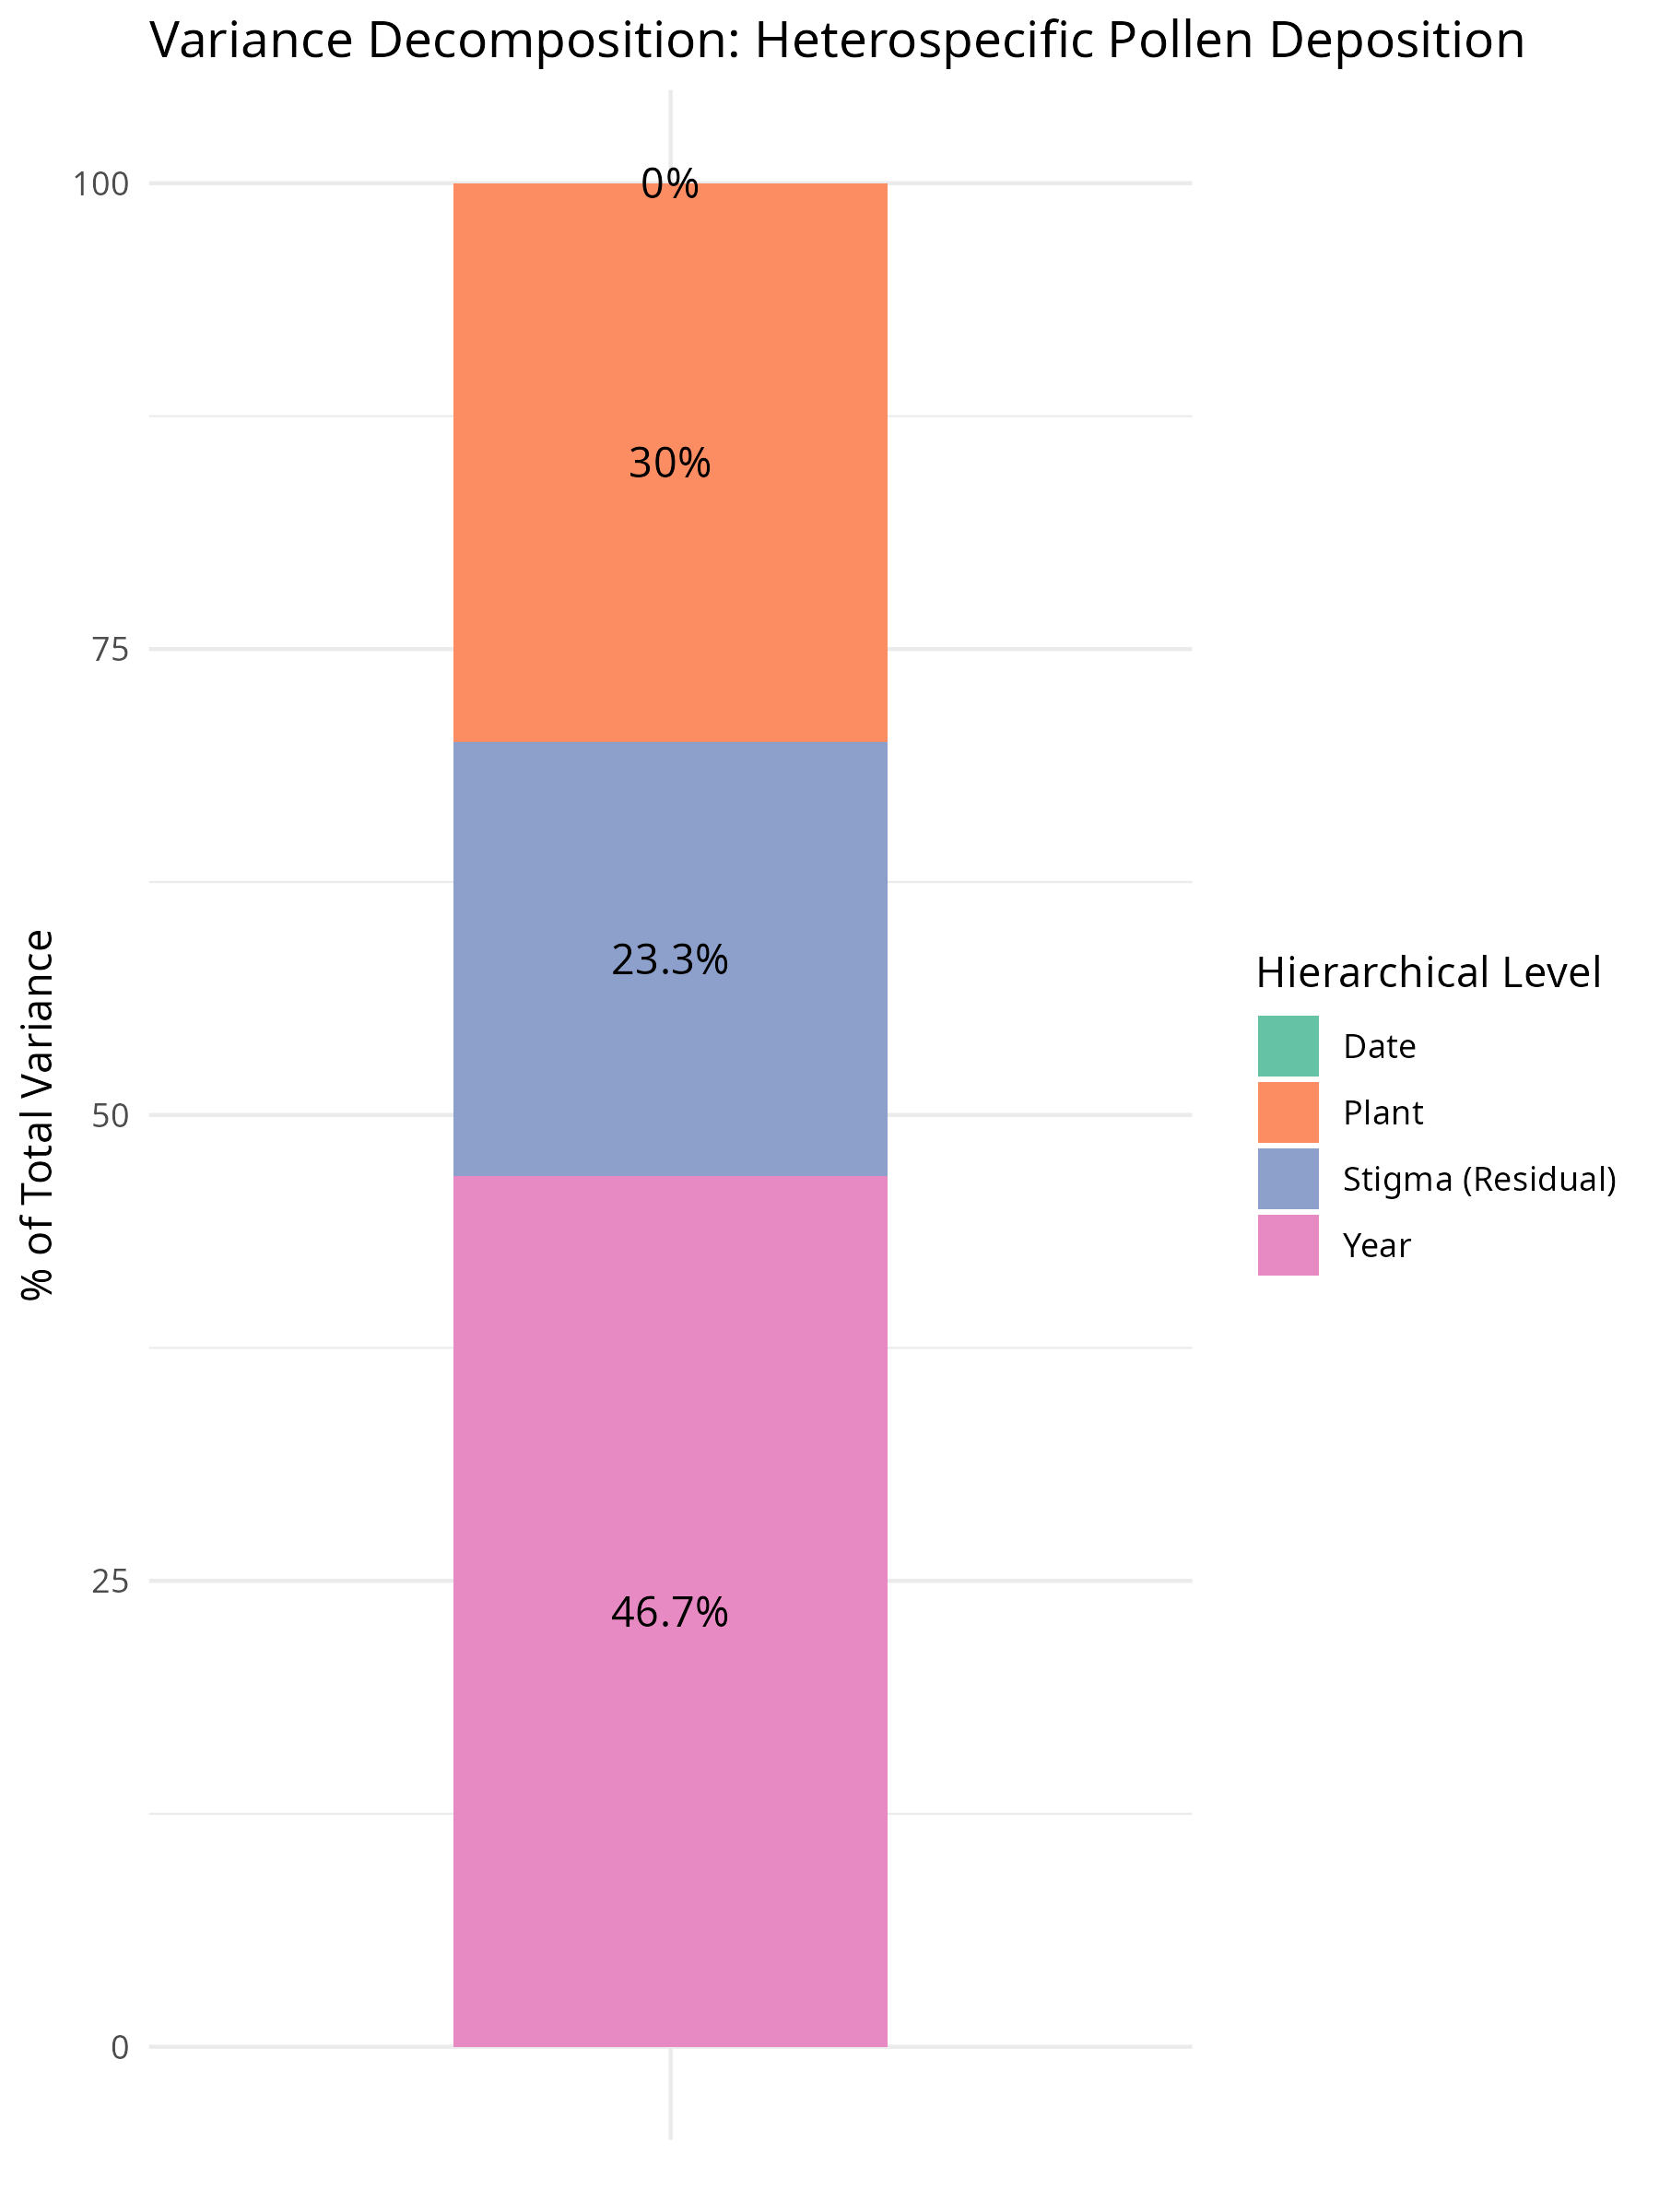 Variance Decomposition: Heterospecific Pollen Deposition
% of Total Variance
100
75
50
25
0
0%
30%
23.3%
46.7%
Hierarchical Level
Date
Plant
Stigma (Residual)
Year